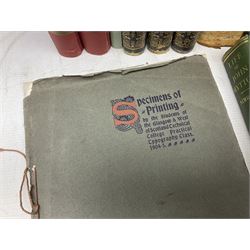 Specimens of
Printing
by the Students of
the Glasgow & West
of Scotland Technical
College Practical
Typography Class,
1904-5.